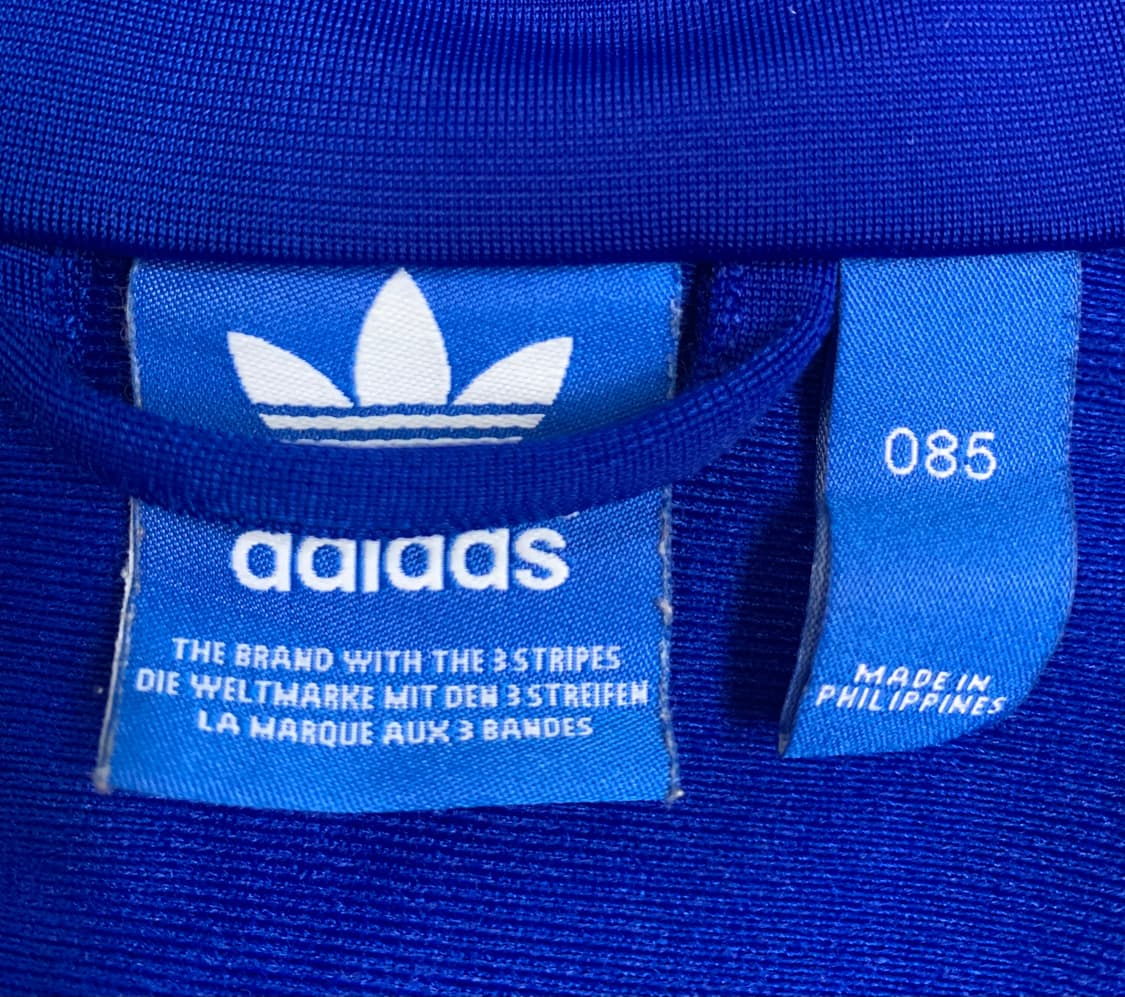 adidas
THE BRAND WITH THE 3 STRIPES
DIE WELTMARKE MIT DEN 3 STREIFEN
LA MARQUE AUX 3 BANDES
085
MADE IN
PHILIPPINES